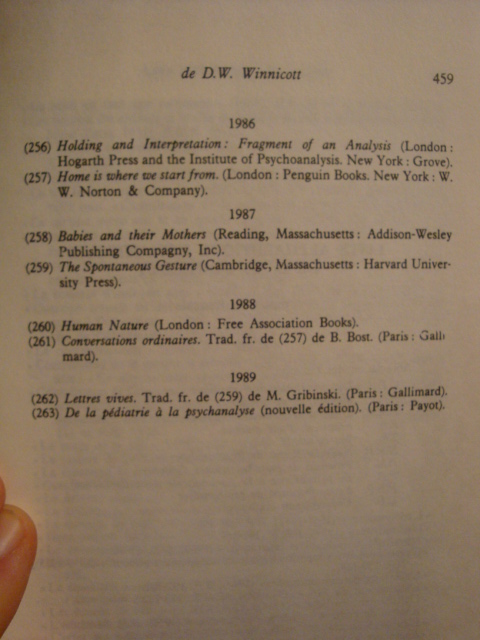 de D.W. Winnicott
459
1986
(256) Holding and Interpretation: Fragment of an Analysis (London :
Hogarth Press and the Institute of Psychoanalysis. New York : Grove).
(257) Home is where we start from. (London : Penguin Books. New York : W.
W. Norton & Company).
1987
(258) Babies and their Mothers (Reading, Massachusetts : Addison-Wesley
Publishing Compagny, Inc).
(259) The Spontaneous Gesture (Cambridge, Massachusetts : Harvard Univer-
sity Press).
1988
(260) Human Nature (London : Free Association Books).
(261) Conversations ordinaires. Trad. fr. de (257) de B. Bost. (Paris : Galli
mard).
1989
(262) Lettres vives. Trad. fr. de (259) de M. Gribinski. (Paris : Gallimard).
(263) De la pédiatrie à la psychanalyse (nouvelle édition). (Paris : Payot).